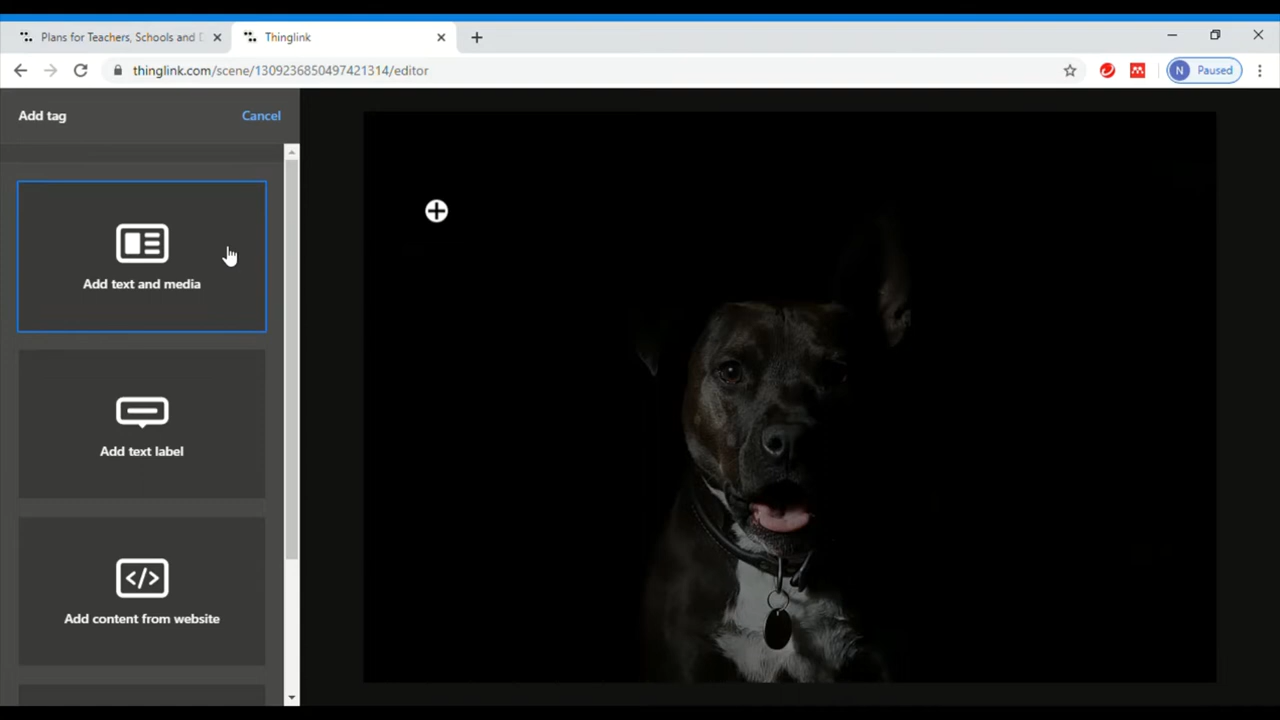 Plans for Teachers, Schools and D
Thinglink
thinglink.com/scene/1309236850497421314/editor
N Paused
Add tag
Cancel
Add text and media
Add text label
Add content from website